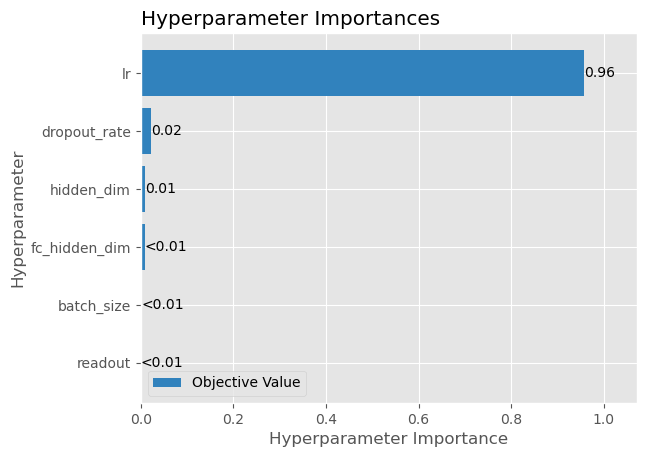 Hyperparameter Importances
lr 0.96
dropout_rate 0.02
hidden_dim 0.01
fc_hidden_dim <0.01
batch_size <0.01
readout <0.01
Hyperparameter
Objective Value
0.0 0.2 0.4 0.6 0.8 1.0
Hyperparameter Importance